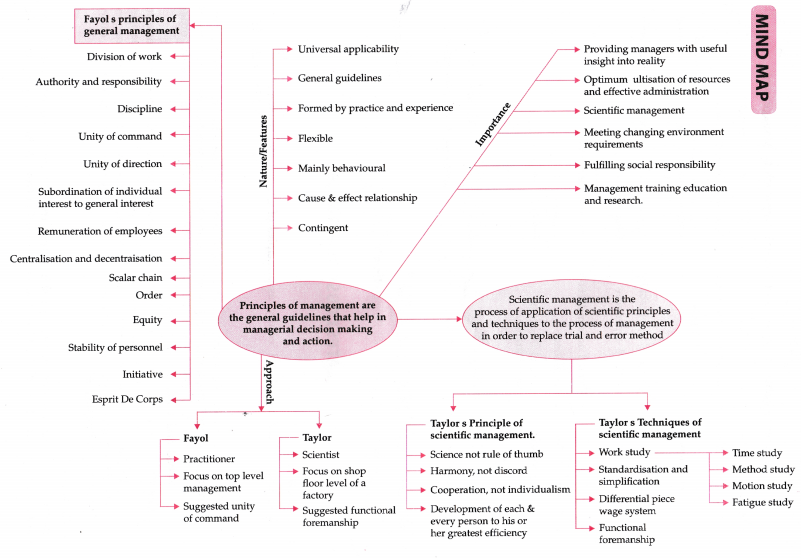 MIND MAP
Fayol s principles of
general management
Division of work
Authority and responsibility
Discipline
Unity of command
Unity of direction
Subordination of individual
interest to general interest
Remuneration of employees
Centralisation and decentraisation
Scalar chain
Order
Equity
Stability of personnel
Initiative
Esprit De Corps
Nature/Features
Universal applicability
General guidelines
Formed by practice and experience
Flexible
Mainly behavioural
Cause & effect relationship
Contingent
Importance
Providing managers with useful
insight into reality
Optimum ultisation of resources
and effective administration
Scientific management
Meeting changing environment
requirements
Fulfilling social responsibility
Management training education
and research.
Principles of management are
the general guidelines that help in
managerial decision making
and action.
Scientific management is the
process of application of scientific principles
and techniques to the process of management
in order to replace trial and error method
Approach
Fayol
Practitioner
Focus on top level
management
Suggested unity
of command
Taylor
Scientist
Focus on shop
floor level of a
factory
Suggested functional
foremanship
Taylor s Principle of
scientific management.
Science not rule of thumb
Harmony, not discord
Cooperation, not individualism
Development of each &
every person to his or
her greatest efficiency
Taylor s Techniques of
scientific management
Work study
Standardisation and
simplification
Differential piece
wage system
Functional
foremanship
Time study
Method study
Motion study
Fatigue study